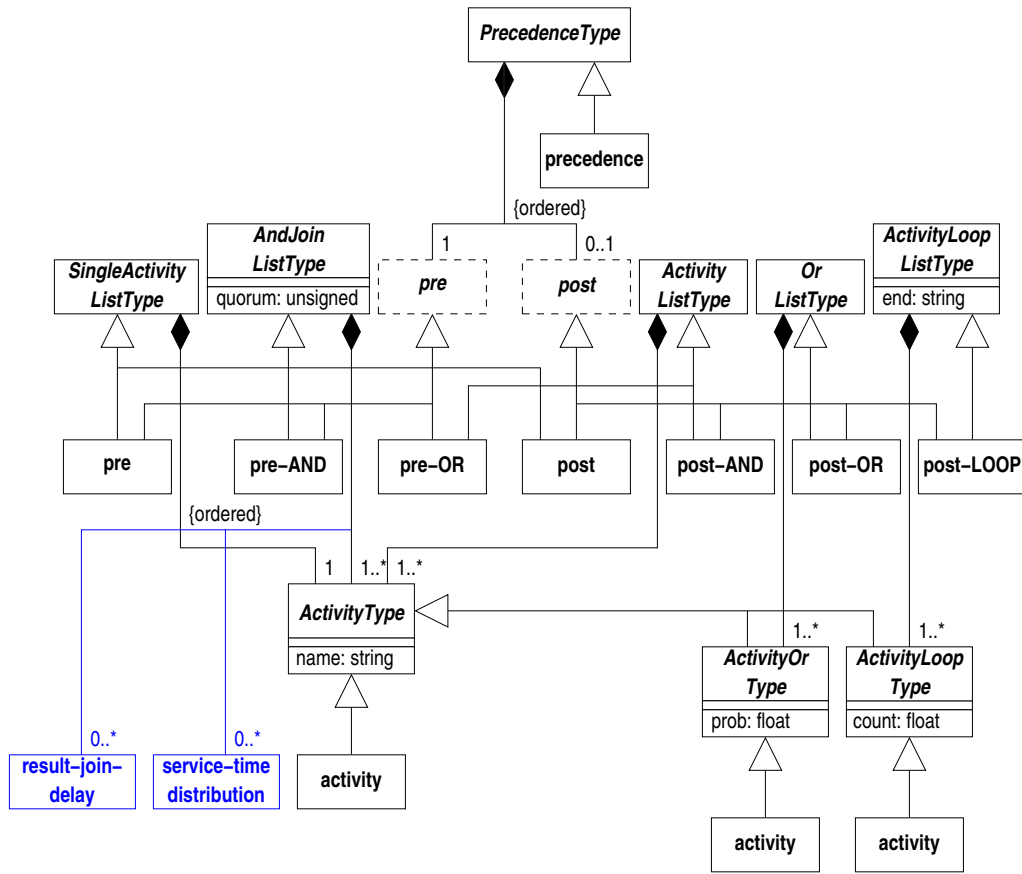 PrecedenceType
precedence
{ordered}
1
0..1
SingleActivity
ListType
AndJoin
ListType
quorum: unsigned
pre
post
Activity
ListType
Or
ListType
ActivityLoop
ListType
end: string
pre
pre−AND
pre−OR
post
post−AND
post−OR
post−LOOP
{ordered}
1
1..*
1..*
ActivityType
name: string
1..*
ActivityOr
Type
prob: float
1..*
ActivityLoop
Type
count: float
0..*
result−join−
delay
0..*
service−time
distribution
activity
activity
activity